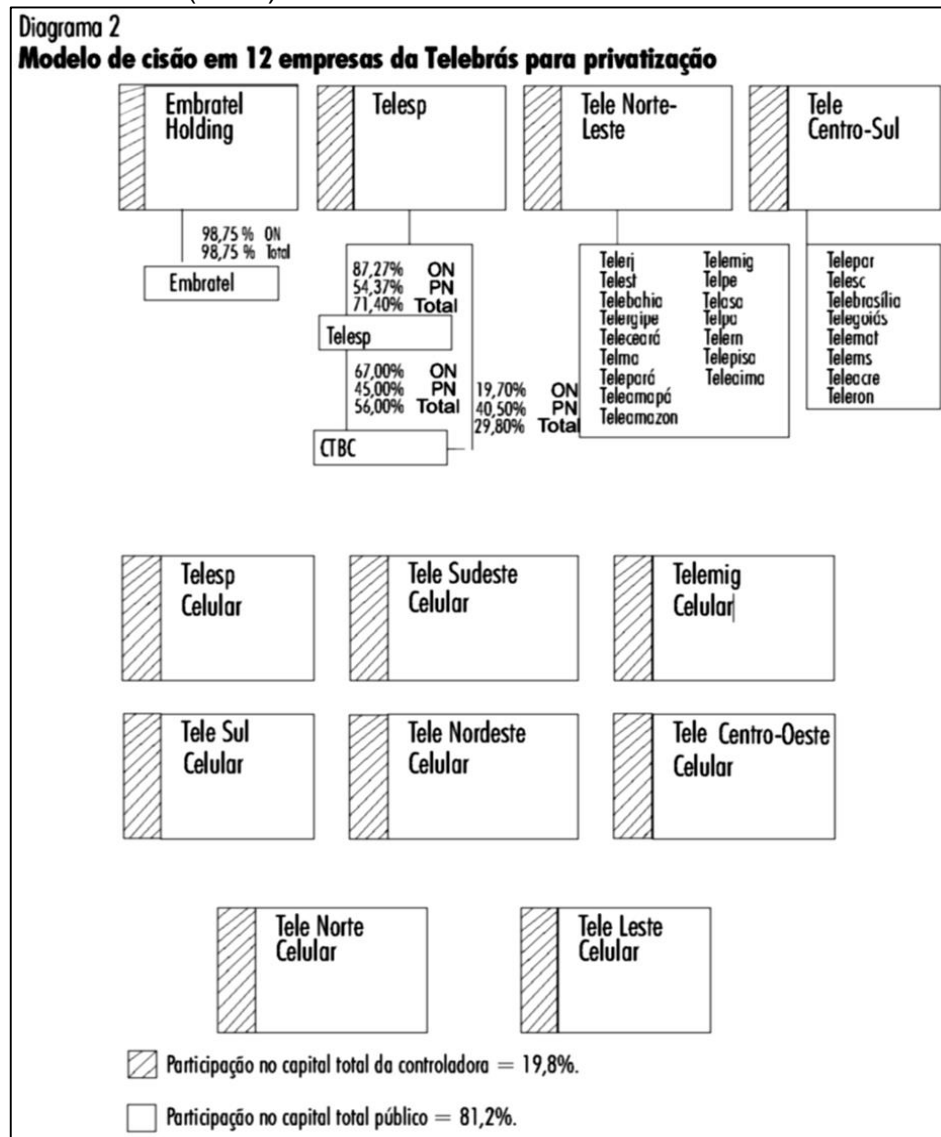 Diagrama 2
Modelo de cisão em 12 empresas da Telebrás para privatização
Embratel
Holding
98,75 % ON
98,75 % Total
Embratel
Telesp
87,27% ON
54,37% PN
71,40% Total
Telesp
67,00% ON
45,00% PN
56,00% Total
CTBC
19,70% ON
40,50% PN
29,80% Total
Tele Norte-
Leste
Telerj
Telest
Telebahia
Telergipe
Teleceará
Telma
Telepará
Teleamapá
Teleamazon
Telemig
Telpe
Telasa
Telpa
Telern
Telepisa
Teleaima
Tele
Centro-Sul
Telepar
Telesc
Telebrasília
Telegoiás
Telemat
Telems
Teleacre
Teleron
Telesp
Celular
Tele Sudeste
Celular
Telemig
Celular
Tele Sul
Celular
Tele Nordeste
Celular
Tele Centro-Oeste
Celular
Tele Norte
Celular
Tele Leste
Celular
Participação no capital total da controladora = 19,8%.
Participação no capital total público = 81,2%.